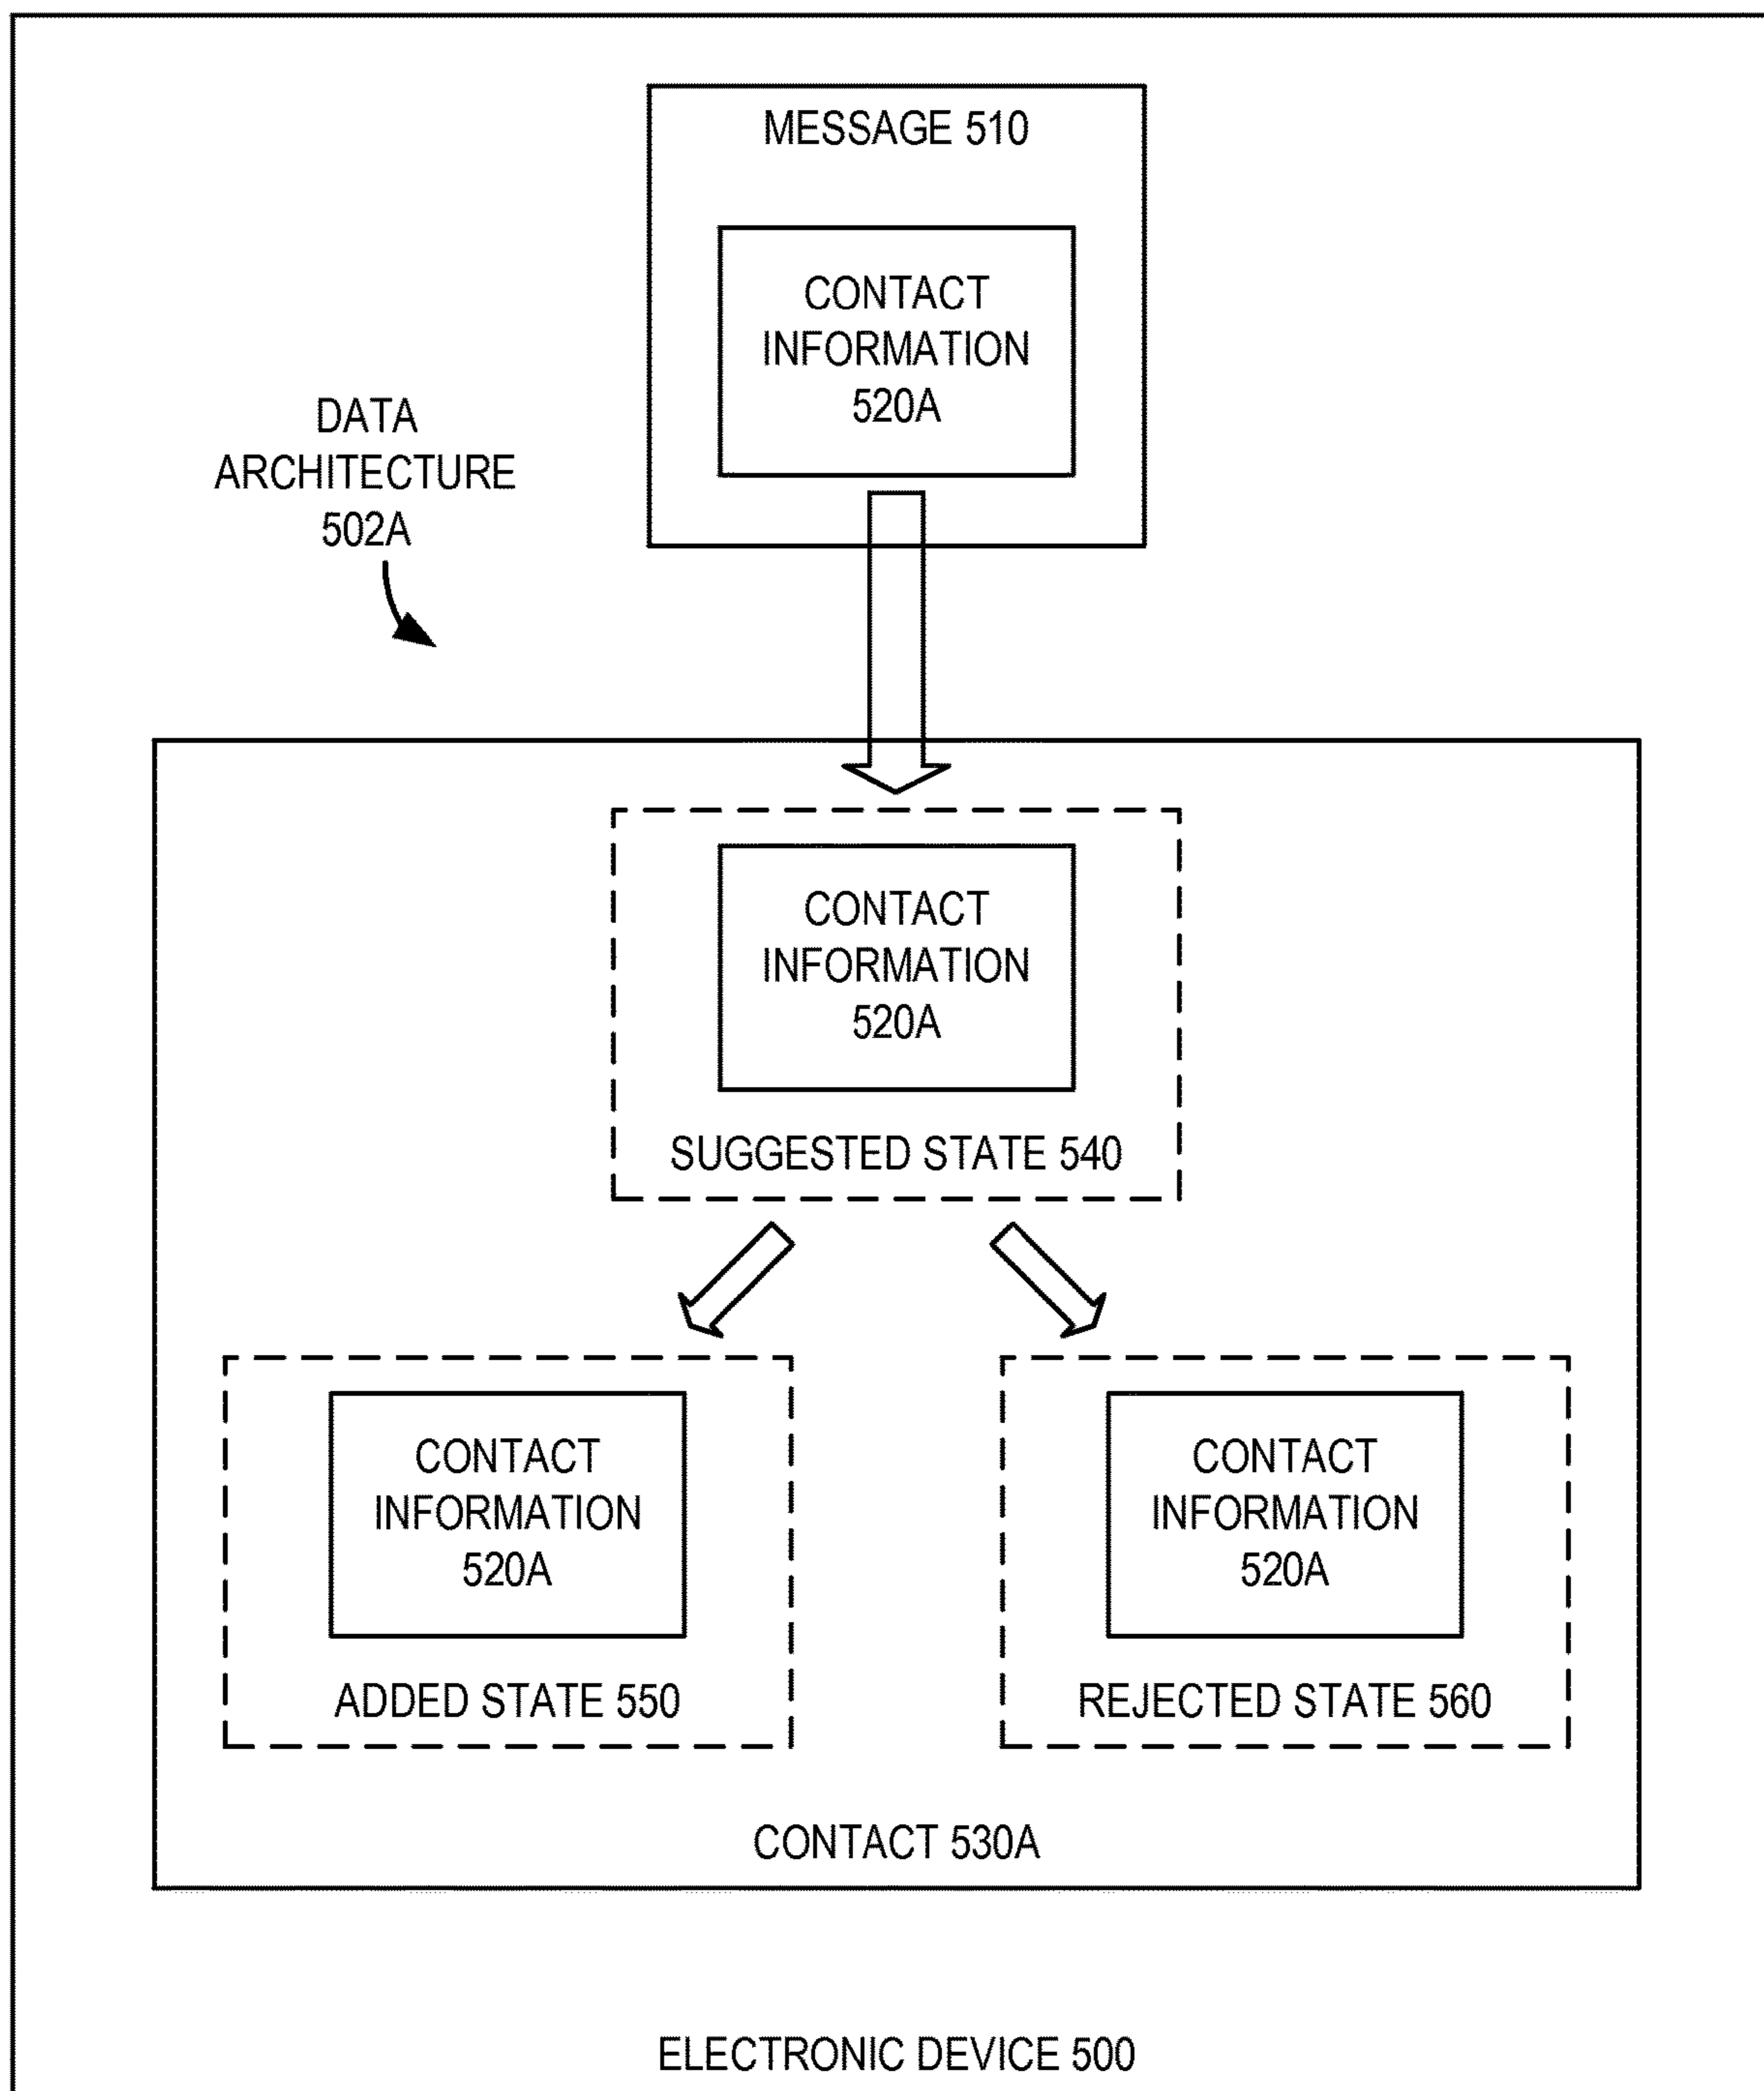 MESSAGE 510
CONTACT
INFORMATION
520A
DATA
ARCHITECTURE
502A
CONTACT
INFORMATION
520A
SUGGESTED STATE 540
CONTACT
INFORMATION
520A
ADDED STATE 550
CONTACT
INFORMATION
520A
REJECTED STATE 560
CONTACT 530A
ELECTRONIC DEVICE 500